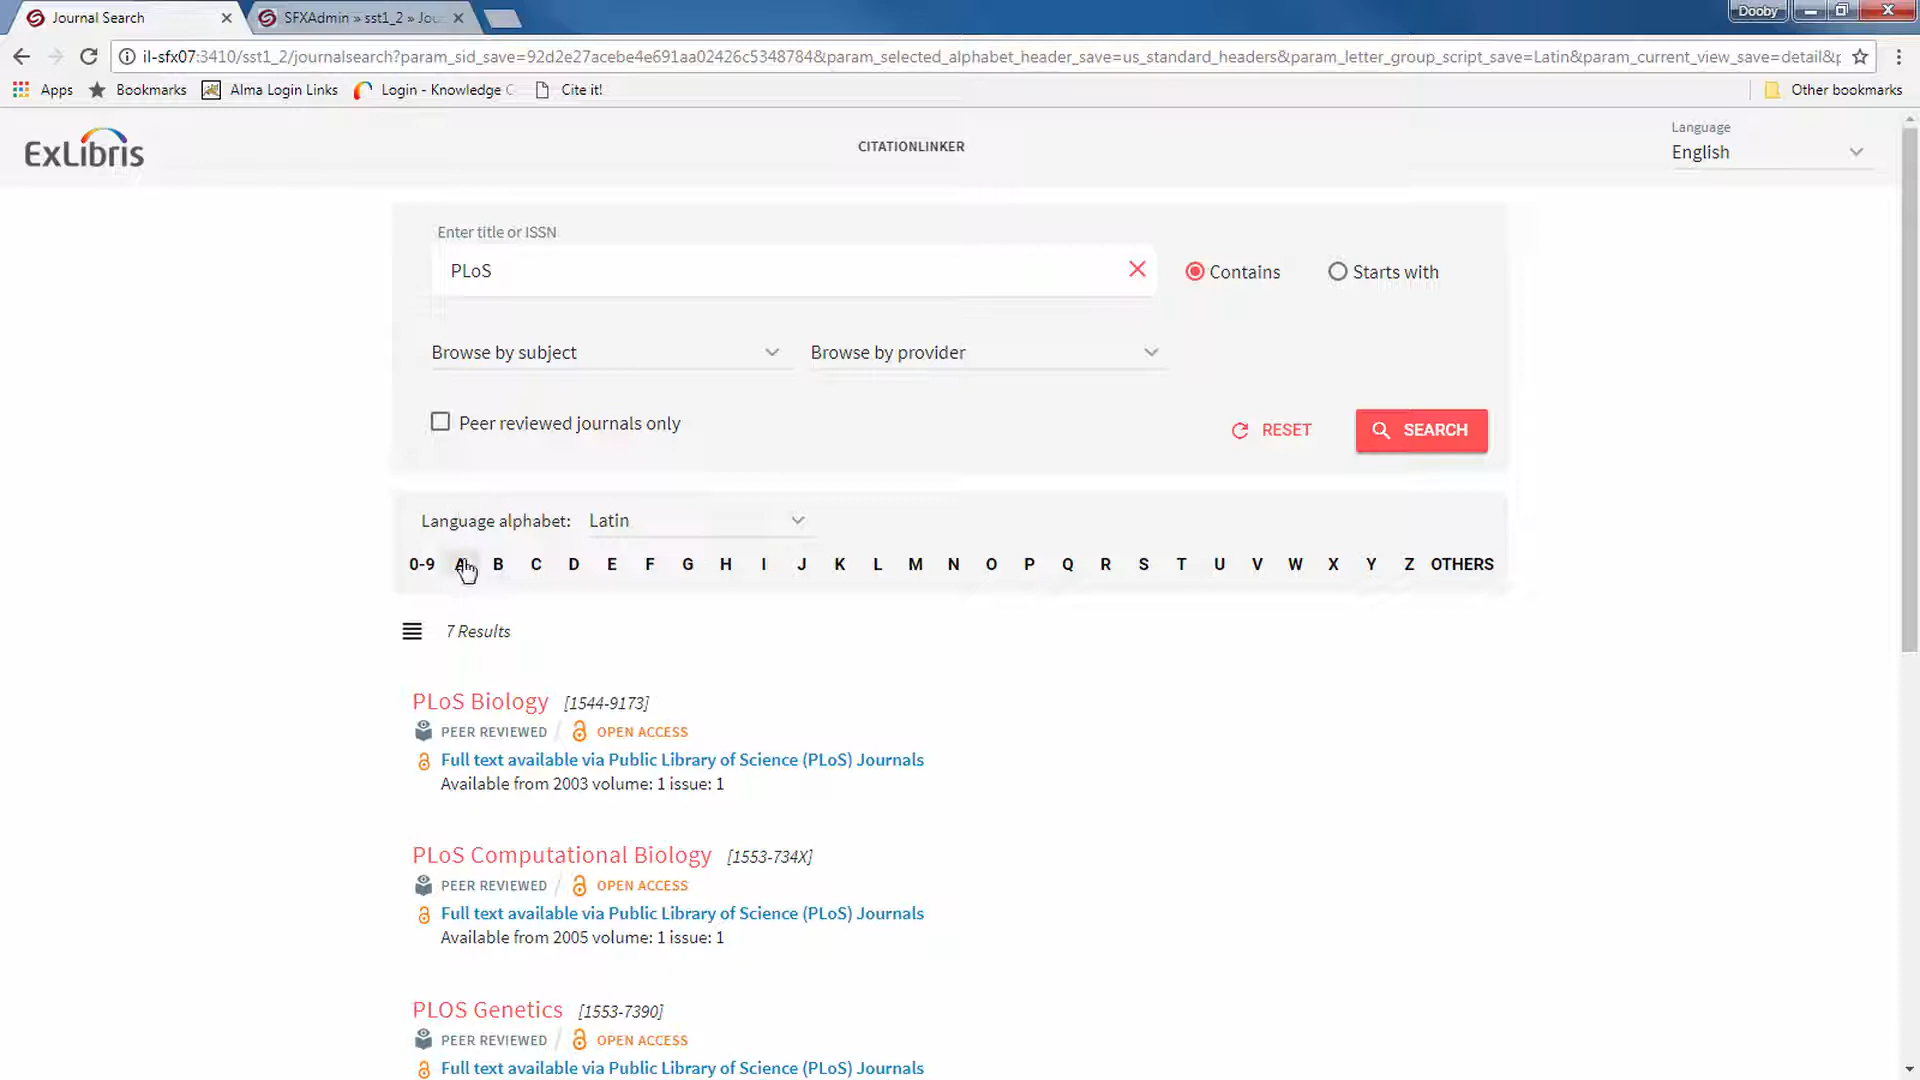 Journal Search
SFXAdmin » sst1_2 » Jou
Dooby
il-sfx07:3410/sst1_2/journalsearch?param_sid_save=92d2e27acebe4e691aa02426c5348784&param_selected_alphabet_header_save=us_standard_headers&param_letter_group_script_save=Latin&param_current_view_save=detail&p
Apps
Bookmarks
Alma Login Links
Login - Knowledge C
Cite it!
Other bookmarks
ExLibris
CITATIONLINKER
Language
English
Enter title or ISSN
PLoS
Contains
Starts with
Browse by subject
Browse by provider
Peer reviewed journals only
RESET
SEARCH
Language alphabet: Latin
0-9 A B C D E F G H I J K L M N O P Q R S T U V W X Y Z OTHERS
7 Results
PLoS Biology [1544-9173]
PEER REVIEWED / OPEN ACCESS
Full text available via Public Library of Science (PLoS) Journals
Available from 2003 volume: 1 issue: 1
PLoS Computational Biology [1553-734X]
PEER REVIEWED / OPEN ACCESS
Full text available via Public Library of Science (PLoS) Journals
Available from 2005 volume: 1 issue: 1
PLOS Genetics [1553-7390]
PEER REVIEWED / OPEN ACCESS
Full text available via Public Library of Science (PLoS) Journals